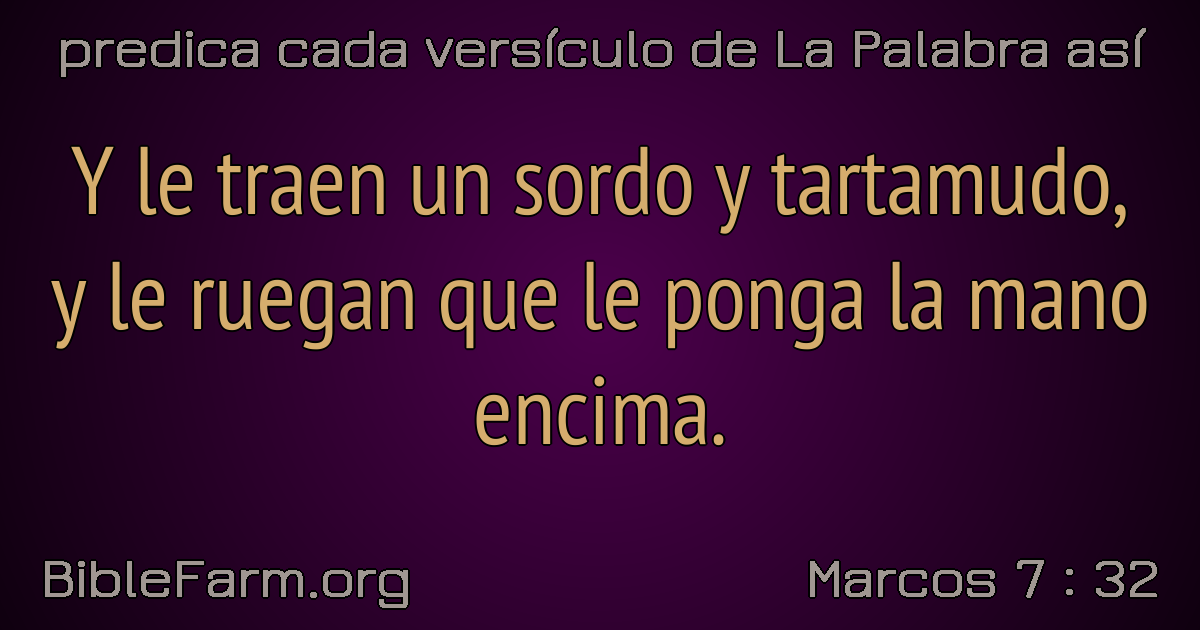 predica cada versículo de La Palabra así
Y le traen un sordo y tartamudo,
y le ruegan que le ponga la mano
encima.
BibleFarm.org
Marcos 7 : 32